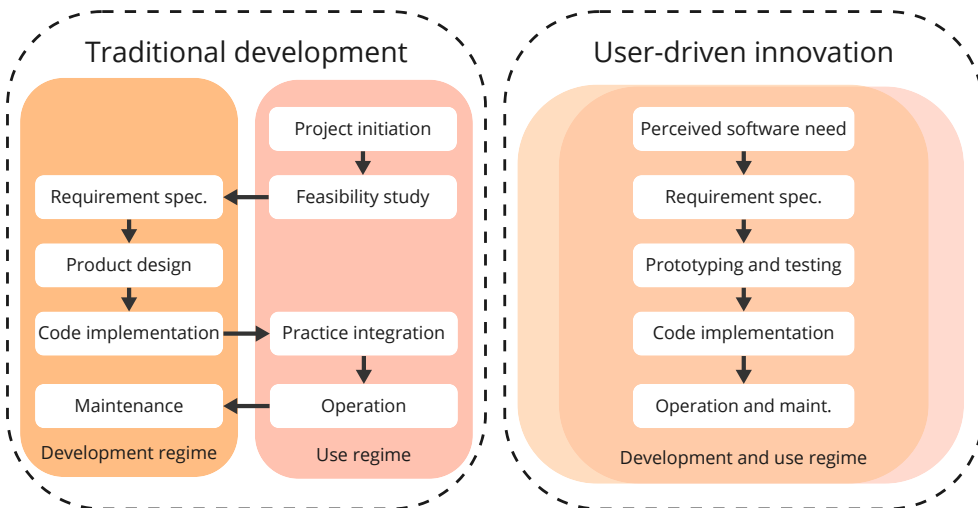 Traditional development
Project initiation
Requirement spec.
Feasibility study
Product design
Code implementation
Practice integration
Maintenance
Operation
Development regime
Use regime
User-driven innovation
Perceived software need
Requirement spec.
Prototyping and testing
Code implementation
Operation and maint.
Development and use regime